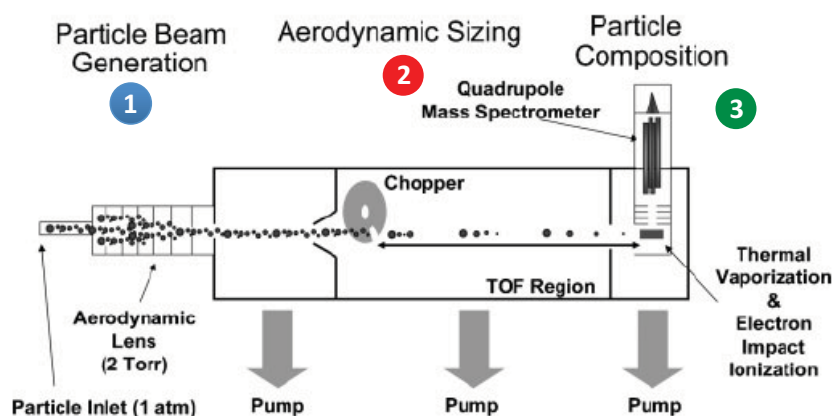 Particle Beam
Generation
1
Aerodynamic Sizing
2
Particle
Composition
3
Quadrupole
Mass Spectrometer
Chopper
TOF Region
Thermal
Vaporization
&
Electron
Impact
Ionization
Aerodynamic
Lens
(2 Torr)
Particle Inlet (1 atm)
Pump
Pump
Pump